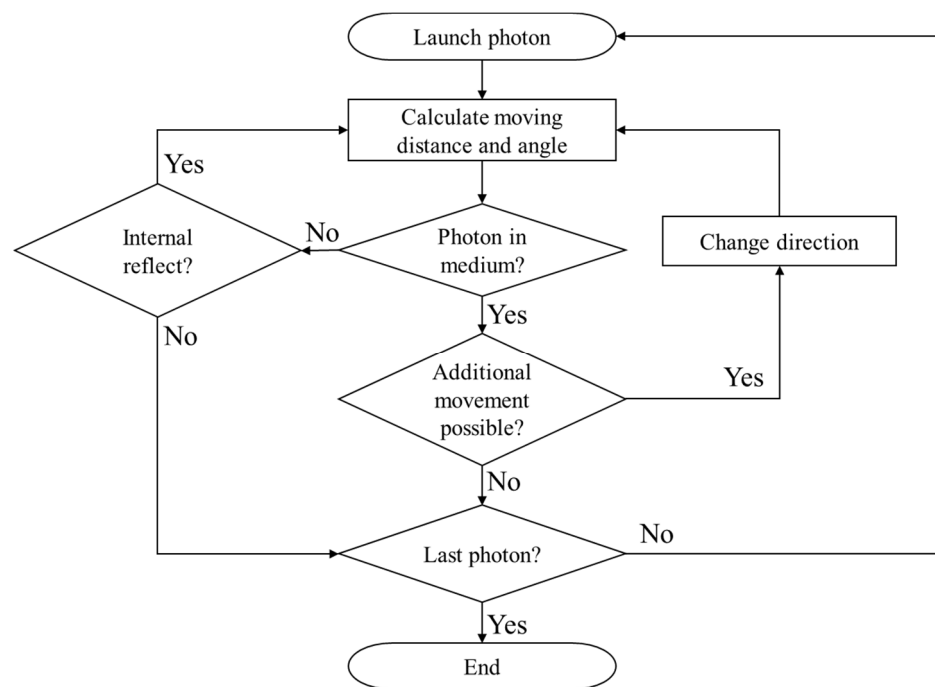 Launch photon
Calculate moving
distance and angle
Yes
Internal
reflect?
No
Photon in
medium?
Change direction
No
Yes
Additional
movement
possible?
Yes
No
Last photon?
No
Yes
End